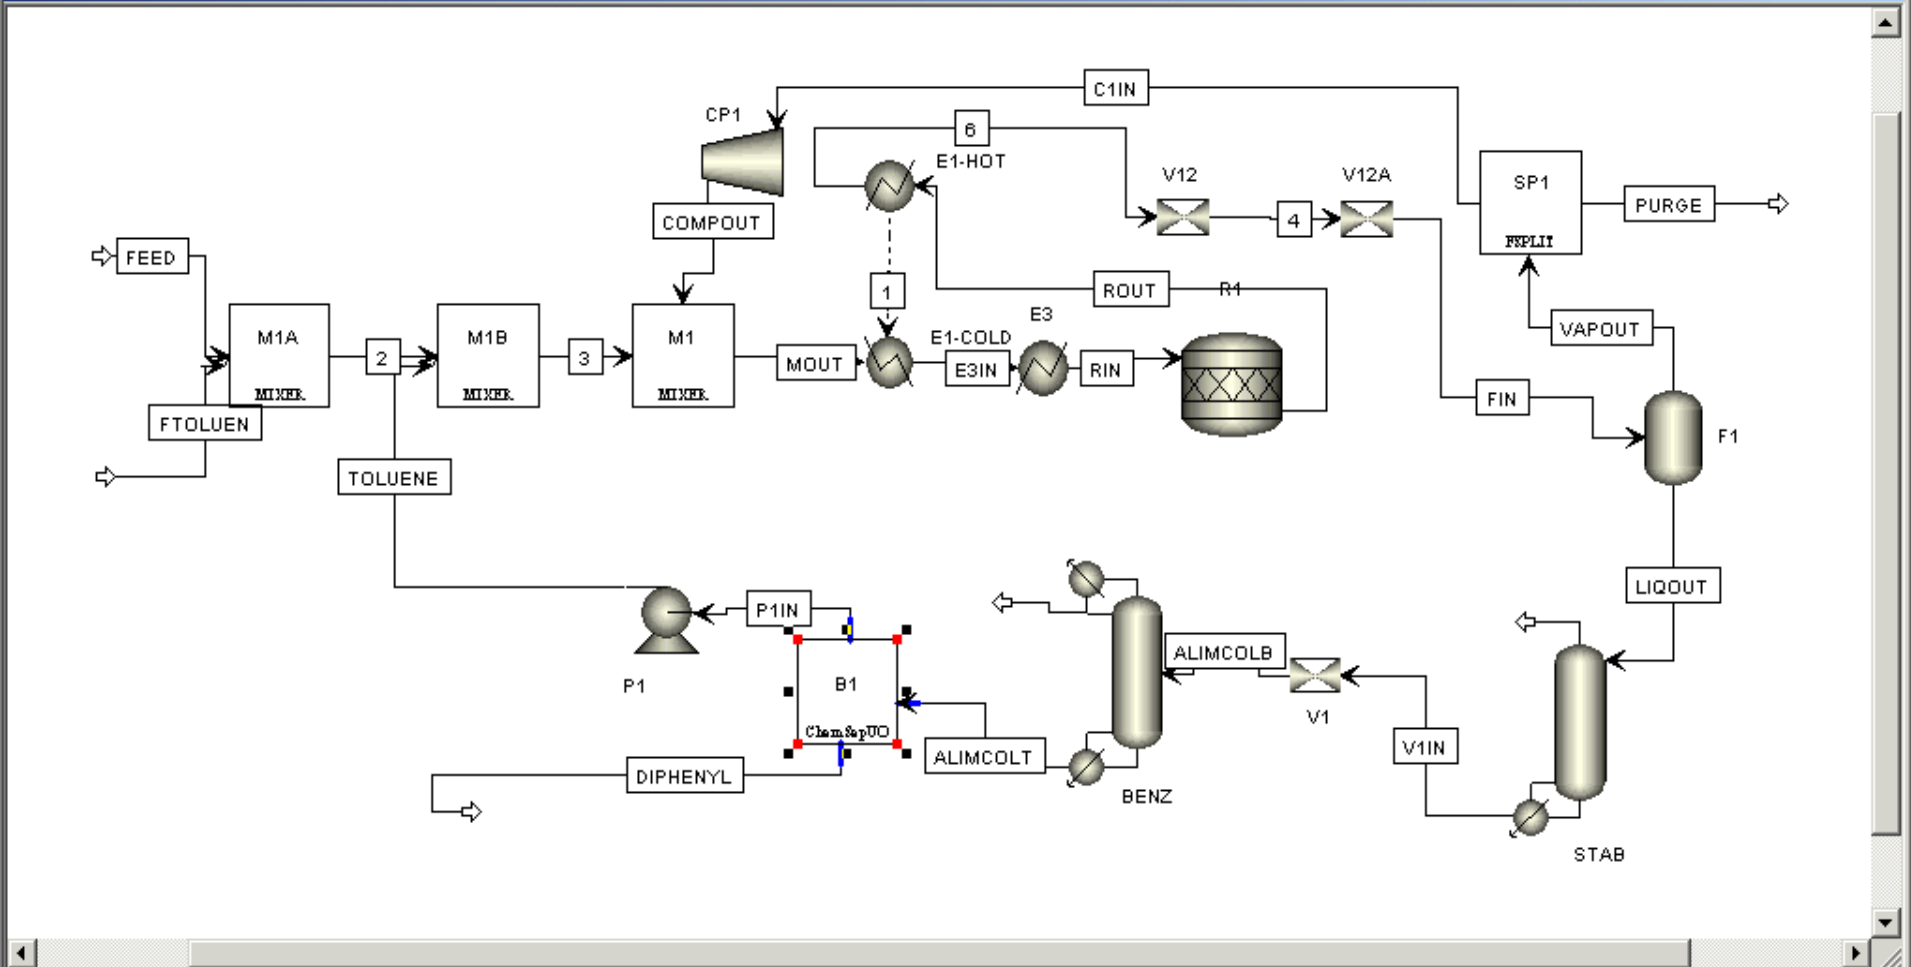 C1IN
CP1
6
E1-HOT
V12
V12A
SP1
FSPLIT
PURGE
COMPOUT
4
FEED
1
ROUT
R1
E3
VAPOUT
M1A
MIXER
2
M1B
MIXER
3
M1
MIXER
MOUT
E1-COLD
E3IN
RIN
FIN
F1
FTOLUEN
TOLUENE
LIQOUT
P1IN
P1
B1
ChemSepUO
ALIMCOLB
V1
V1IN
ALIMCOLT
DIPHENYL
BENZ
STAB